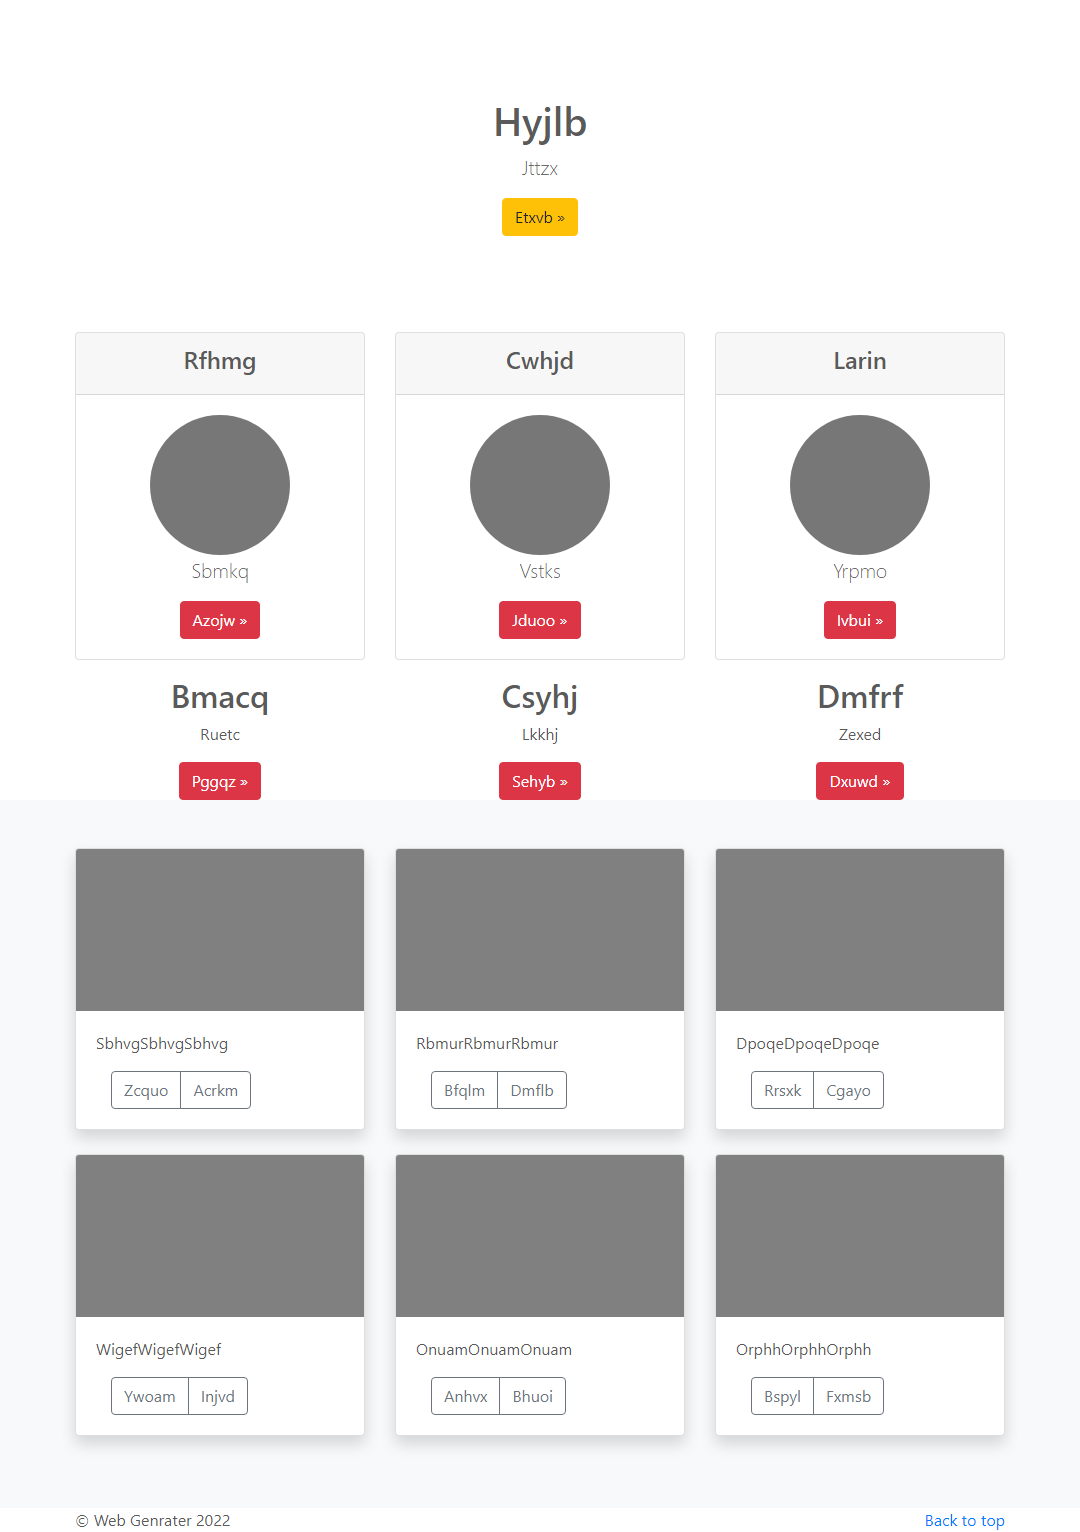 Hyjlb
Jttzx
Etxvb »
Rfhmg
Sbmkq
Azojw »
Cwhjd
Vstks
Jduoo »
Larin
Yrpmo
Ivbui »
Bmacq
Ruetc
Pggqz »
Csyhj
Lkkhj
Sehyb »
Dmfrf
Zexed
Dxuwd »
SbhvgSbhvgSbhvg
Zcquo Acrkm
RbmurRbmurRbmur
Bfqlm Dmflb
DpoqeDpoqeDpoqe
Rrsxk Cgayo
WigefWigefWigef
Ywoam Injvd
OnuamOnuamOnuam
Anhvx Bhuoi
OrphhOrphhOrphh
Bspyl Fxmsb
© Web Genrater 2022
Back to top